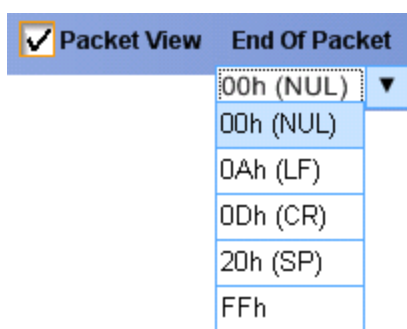 Packet View End Of Packet
00h (NUL)
00h (NUL)
0Ah (LF)
0Dh (CR)
20h (SP)
FFh